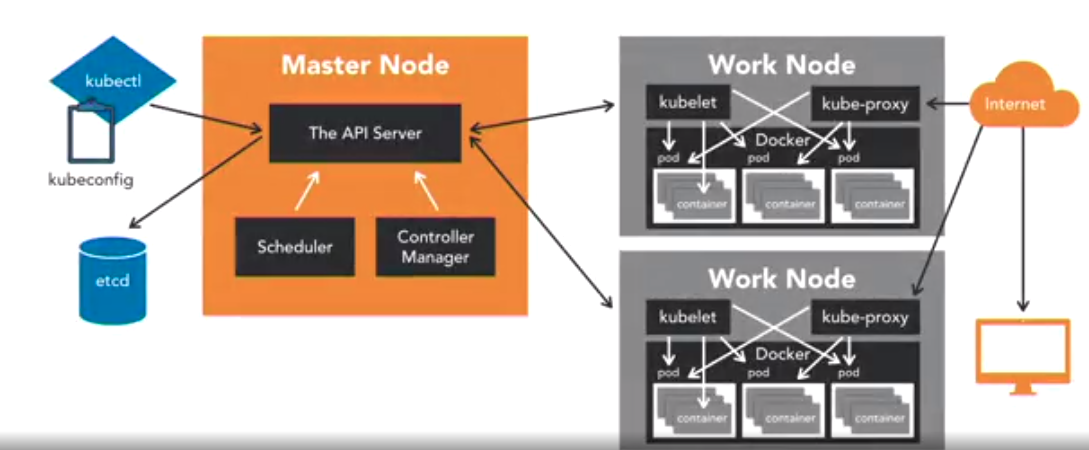 kubectl
kubeconfig
etcd
Master Node
The API Server
Scheduler
Controller
Manager
Work Node
kubelet
kube-proxy
Docker
pod
pod
pod
container
container
container
Work Node
kubelet
kube-proxy
Docker
pod
pod
pod
container
container
container
Internet